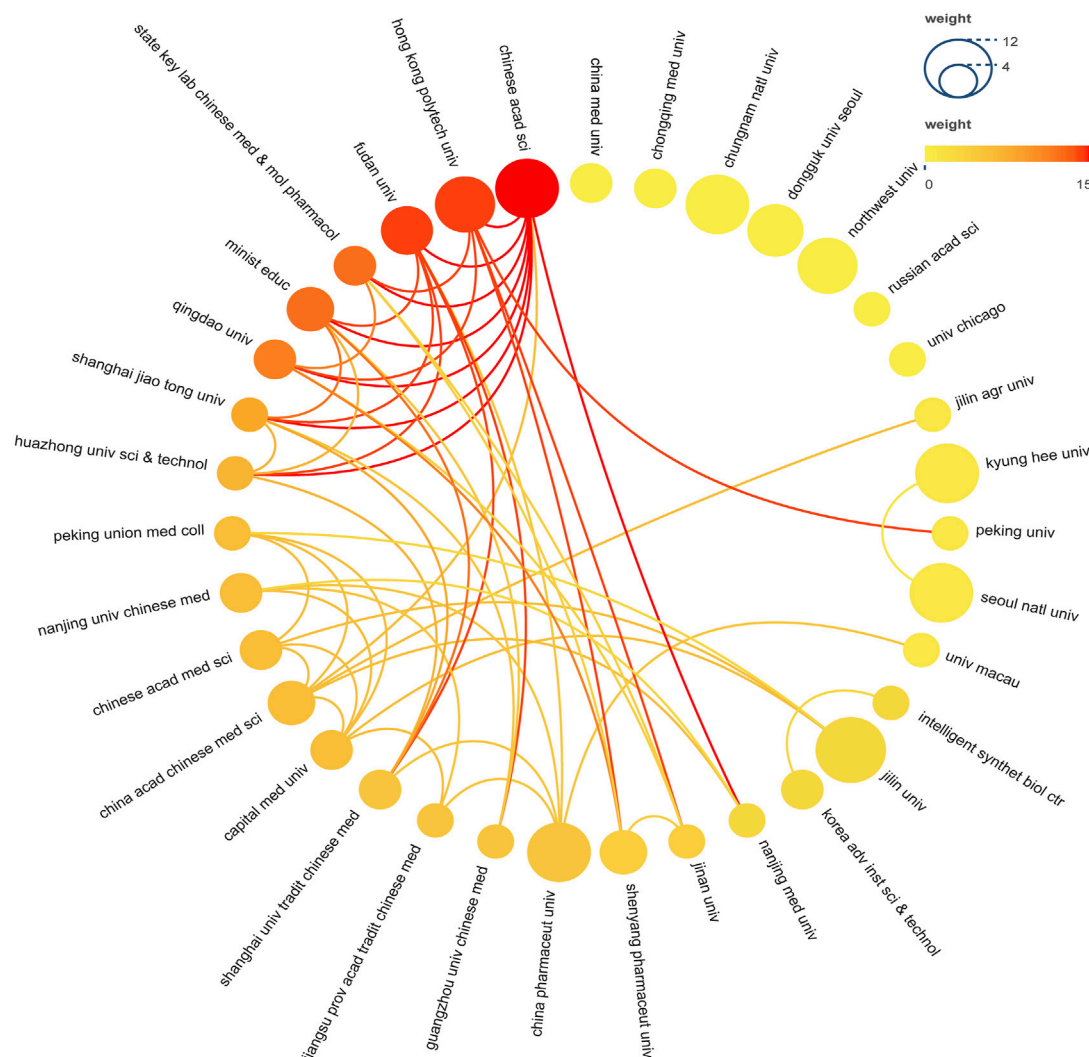 weight
12
4
weight
0
15
chinese acad sci
china med univ
chongqing med univ
chungnam natl univ
dongguk univ seoul
northwest univ
russian acad sci
univ chicago
jilin agr univ
kyung hee univ
peking univ
seoul natl univ
univ macau
intelligent synthet biol ctr
jilin univ
korea adv inst sci & technol
nanjing med univ
jinan univ
shenyang pharmaceut univ
china pharmaceut univ
guangzhou univ chinese med
jiangsu prov acad tradit chinese med
shanghai univ tradit chinese med
capital med univ
china acad chinese med sci
chinese acad med sci
nanjing univ chinese med
peking union med coll
huazhong univ sci & technol
shanghai jiao tong univ
qingdao univ
minist educ
state key lab chinese med & mol pharmacol
fudan univ
hong kong polytech univ